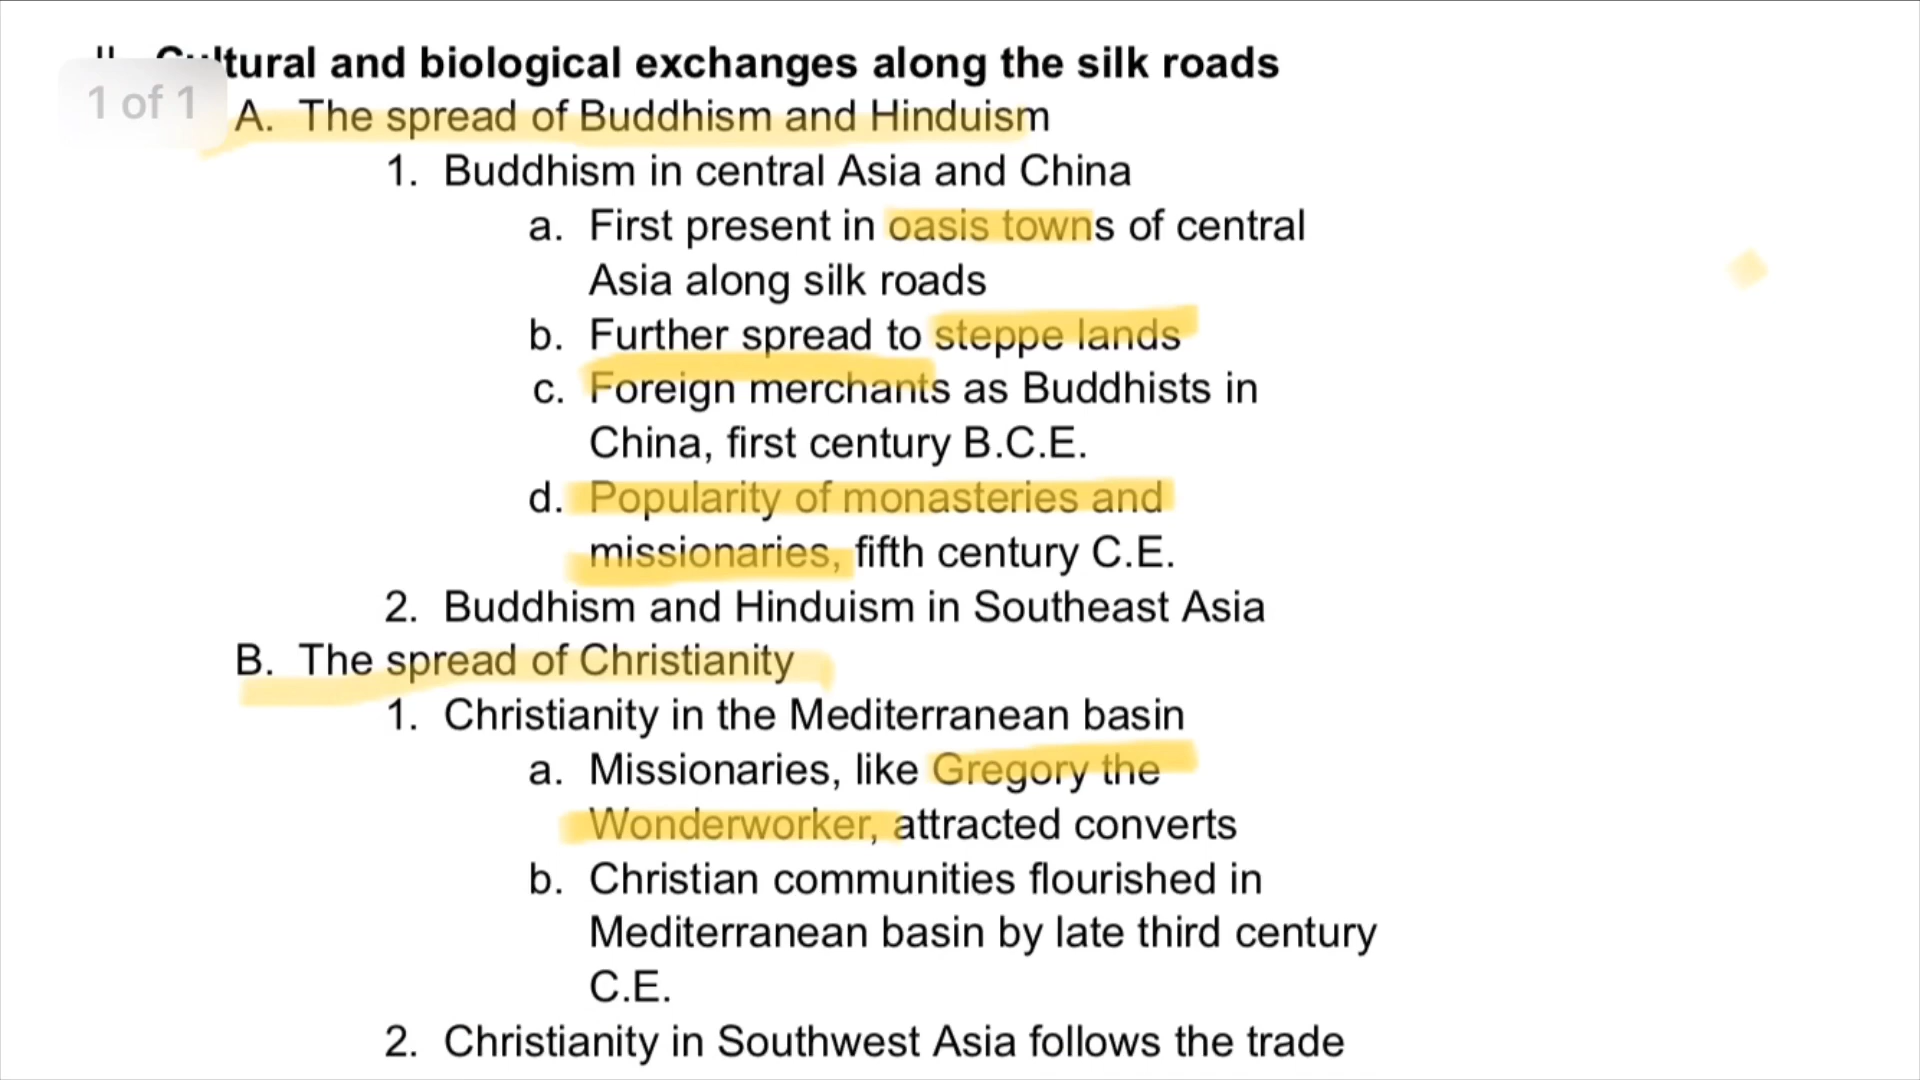 II. Cultural and biological exchanges along the silk roads
1 of 1
A. The spread of Buddhism and Hinduism
1. Buddhism in central Asia and China
a. First present in oasis towns of central
Asia along silk roads
b. Further spread to steppe lands
c. Foreign merchants as Buddhists in
China, first century B.C.E.
d. Popularity of monasteries and
missionaries, fifth century C.E.
2. Buddhism and Hinduism in Southeast Asia
B. The spread of Christianity
1. Christianity in the Mediterranean basin
a. Missionaries, like Gregory the
Wonderworker, attracted converts
b. Christian communities flourished in
Mediterranean basin by late third century
C.E.
2. Christianity in Southwest Asia follows the trade